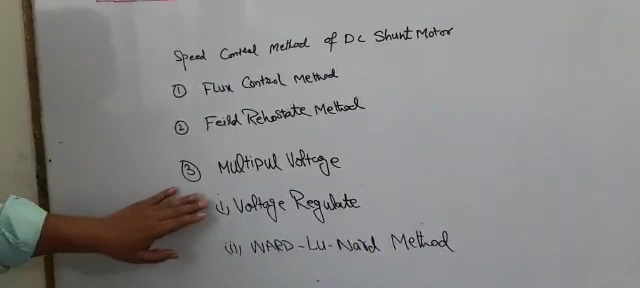 Speed Control Method of DC Shunt Motor
① Flux Control Method
② Feild Rehostate Method
③ Multipul Voltage
i, Voltage Regulate
ii, WARD-Lu-Nard Method